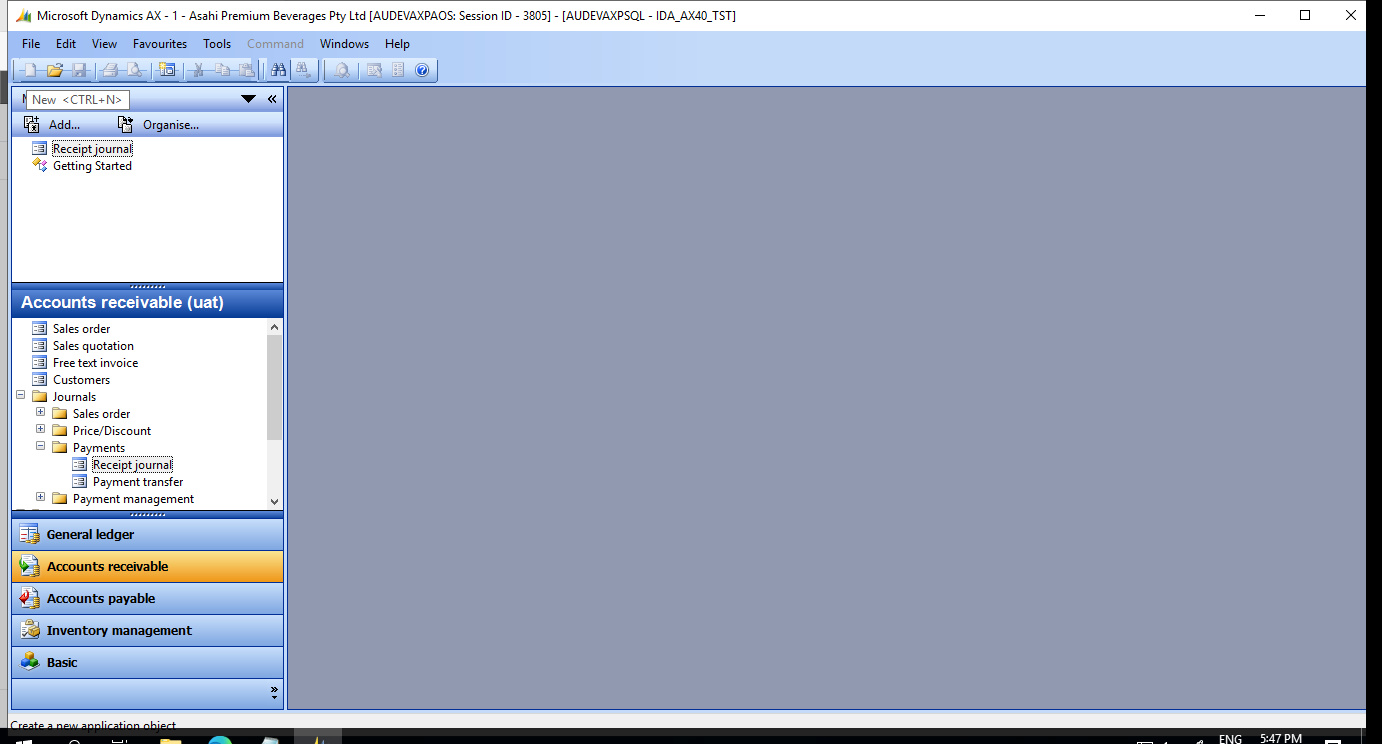 Microsoft Dynamics AX - 1 - Asahi Premium Beverages Pty Ltd [AUDEVAXPAOS: Session ID - 3805] - [AUDEVAXPSQL - IDA_AX40_TST]
File Edit View Favourites Tools Command Windows Help
New <CTRL+N>
Add... Organise...
Receipt journal
Getting Started
Accounts receivable (uat)
Sales order
Sales quotation
Free text invoice
Customers
Journals
Sales order
Price/Discount
Payments
Receipt journal
Payment transfer
Payment management
General ledger
Accounts receivable
Accounts payable
Inventory management
Basic
Create a new application object
ENG 5:47 PM